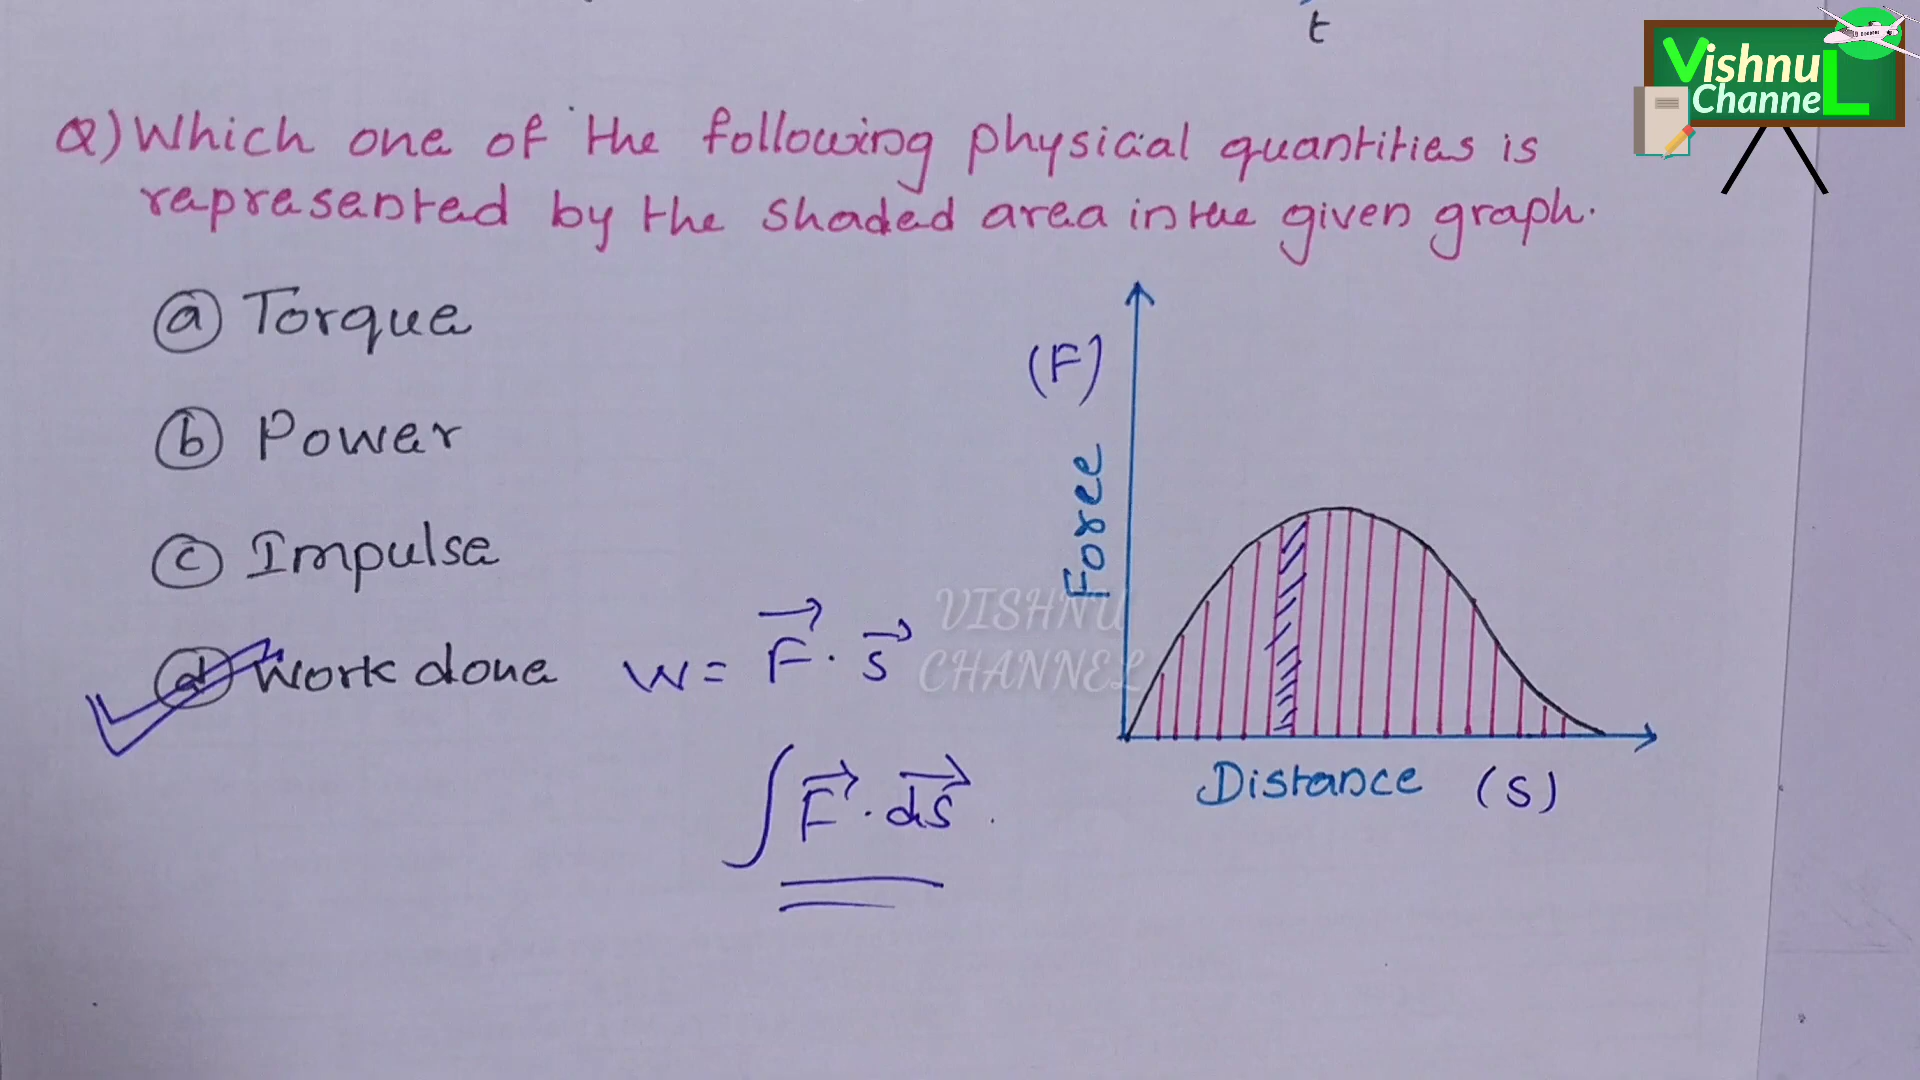 t
Vishnu
ChanneL
Q) Which one of the following physical quantities is
represented by the shaded area in the given graph.
(a) Torque
(b) Power
(c) Impulse
(d) Work done W = F⃗ · s⃗
∫ F⃗ · ds⃗ .
VISHNU
CHANNEL
(F)
Force
Distance (S)